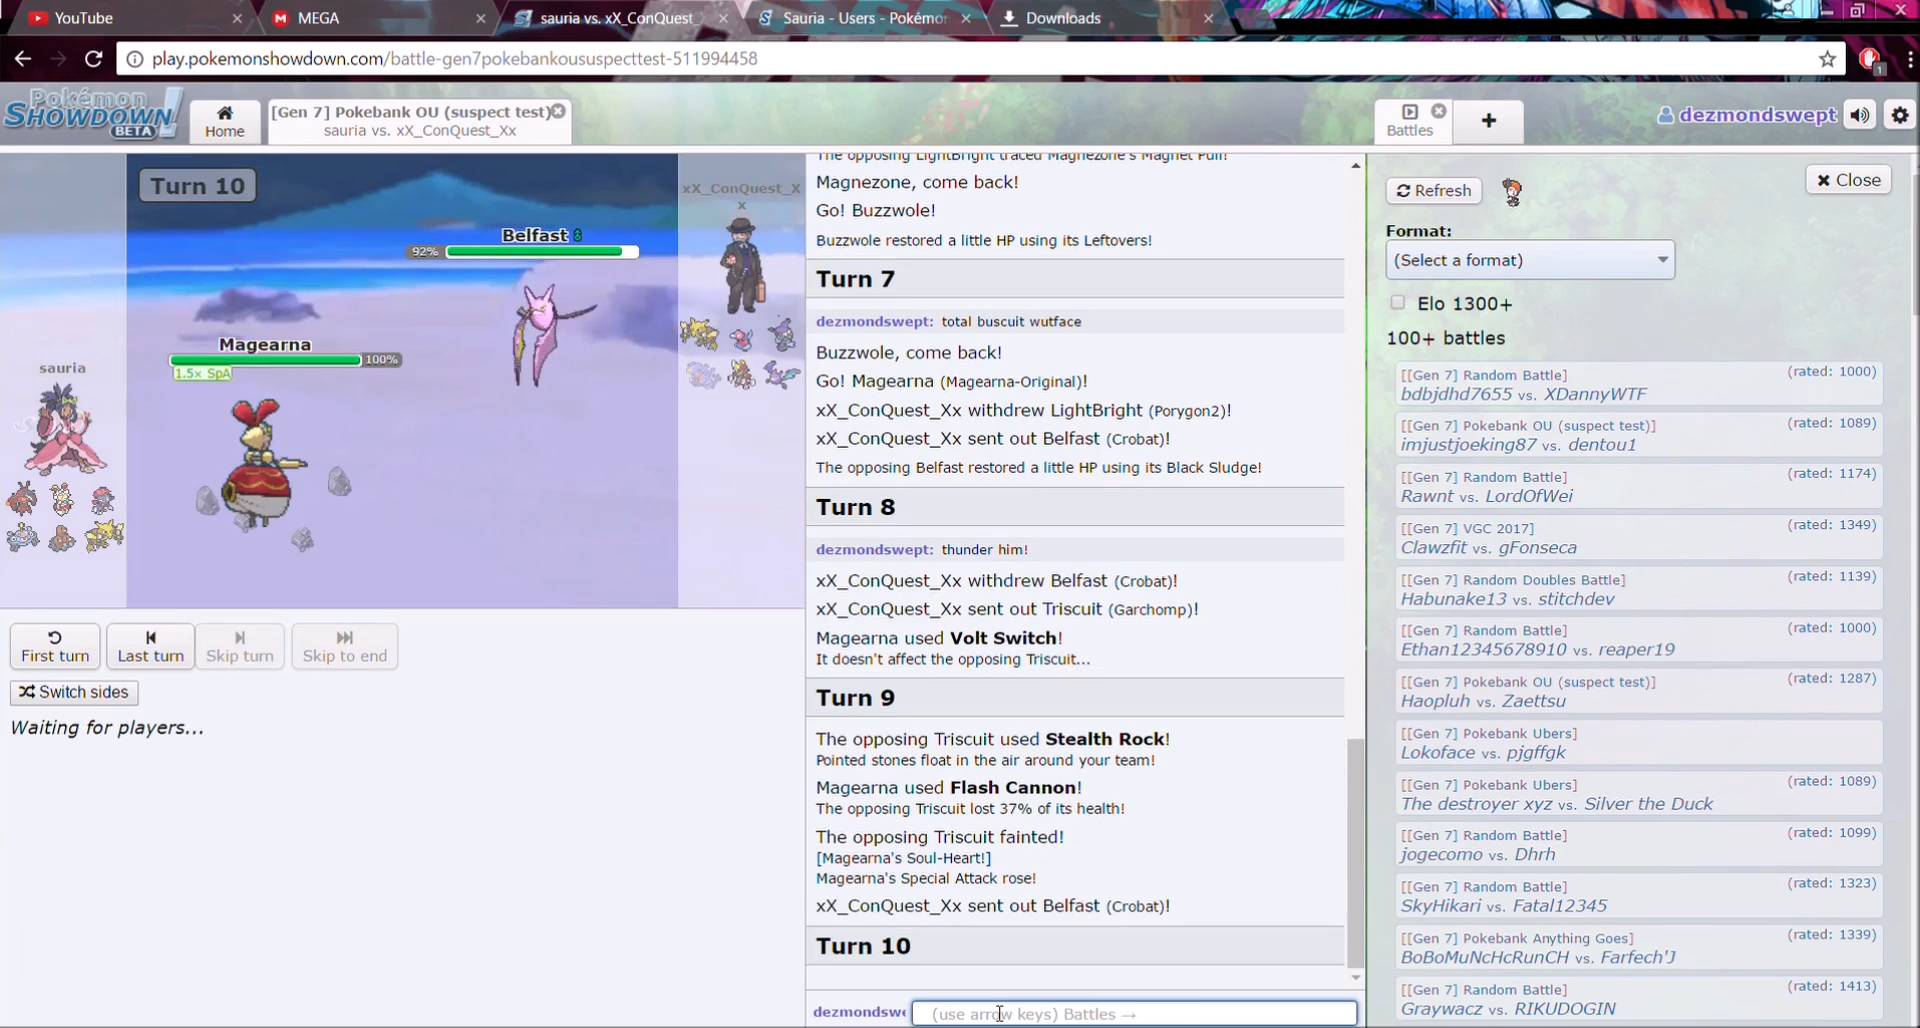 YouTube
MEGA
sauria vs. xX_ConQuest
Sauria - Users - Pokémon
Downloads
play.pokemonshowdown.com/battle-gen7pokebankoususpecttest-511994458
1
Pokémon
SHOWDOWN!
BETA
Home
[Gen 7] Pokebank OU (suspect test)
sauria vs. xX_ConQuest_Xx
Battles
+
dezmondswept
Turn 10
Belfast
92%
Magearna
100%
1.5× SpA
sauria
xX_ConQuest_X
x
First turn
Last turn
Skip turn
Skip to end
Switch sides
Waiting for players...
The opposing LightBright traced Magnezone's Magnet Pull!
Magnezone, come back!
Go! Buzzwole!
Buzzwole restored a little HP using its Leftovers!
Turn 7
dezmondswept: total buscuit wutface
Buzzwole, come back!
Go! Magearna (Magearna-Original)!
xX_ConQuest_Xx withdrew LightBright (Porygon2)!
xX_ConQuest_Xx sent out Belfast (Crobat)!
The opposing Belfast restored a little HP using its Black Sludge!
Turn 8
dezmondswept: thunder him!
xX_ConQuest_Xx withdrew Belfast (Crobat)!
xX_ConQuest_Xx sent out Triscuit (Garchomp)!
Magearna used Volt Switch!
It doesn't affect the opposing Triscuit...
Turn 9
The opposing Triscuit used Stealth Rock!
Pointed stones float in the air around your team!
Magearna used Flash Cannon!
The opposing Triscuit lost 37% of its health!
The opposing Triscuit fainted!
[Magearna's Soul-Heart!]
Magearna's Special Attack rose!
xX_ConQuest_Xx sent out Belfast (Crobat)!
Turn 10
dezmondswe
(use arrow keys) Battles →
Refresh
Close
Format:
(Select a format)
Elo 1300+
100+ battles
[[Gen 7] Random Battle] (rated: 1000)
bdbjdhd7655 vs. XDannyWTF
[[Gen 7] Pokebank OU (suspect test)] (rated: 1089)
imjustjoeking87 vs. dentou1
[[Gen 7] Random Battle] (rated: 1174)
Rawnt vs. LordOfWei
[[Gen 7] VGC 2017] (rated: 1349)
Clawzfit vs. gFonseca
[[Gen 7] Random Doubles Battle] (rated: 1139)
Habunake13 vs. stitchdev
[[Gen 7] Random Battle] (rated: 1000)
Ethan12345678910 vs. reaper19
[[Gen 7] Pokebank OU (suspect test)] (rated: 1287)
Haopluh vs. Zaettsu
[[Gen 7] Pokebank Ubers]
Lokoface vs. pjgffgk
[[Gen 7] Pokebank Ubers] (rated: 1089)
The destroyer xyz vs. Silver the Duck
[[Gen 7] Random Battle] (rated: 1099)
jogecomo vs. Dhrh
[[Gen 7] Random Battle] (rated: 1323)
SkyHikari vs. Fatal12345
[[Gen 7] Pokebank Anything Goes] (rated: 1339)
BoBoMuNcHcRunCH vs. Farfech'J
[[Gen 7] Random Battle] (rated: 1413)
Graywacz vs. RIKUDOGIN